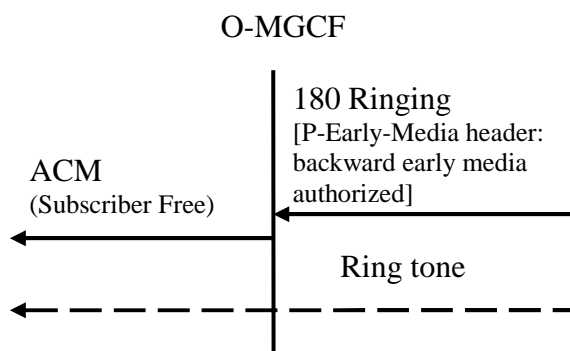 O-MGCF
180 Ringing
[P-Early-Media header:
backward early media
authorized]
ACM
(Subscriber Free)
Ring tone